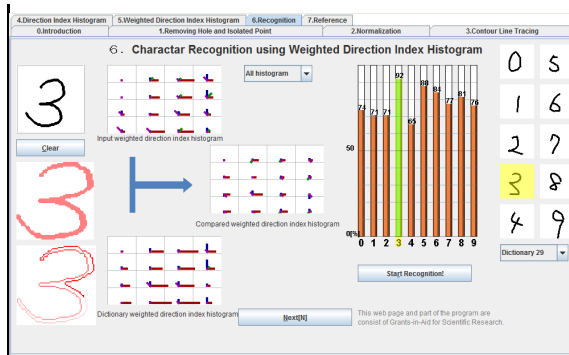 4.Direction Index Histogram 5.Weighted Direction Index Histogram 6.Recognition 7.Reference
0.Introduction 1.Removing Hole and Isolated Point 2.Normalization 3.Contour Line Tracing
6. Charactar Recognition using Weighted Direction Index Histogram
3
All histogram
Clear
Input weighted direction index histogram
Compared weighted direction index histogram
Dictionary weighted direction index histogram
3
3
50
0[%]
74 71 71 92 65 88 84 77 81 76
0 1 2 3 4 5 6 7 8 9
0 5
1 6
2 7
3 8
4 9
Dictionary 29
Start Recognition!
Next[N]
This web page and part of the program are
consist of Grants-in-Aid for Scientific Research.